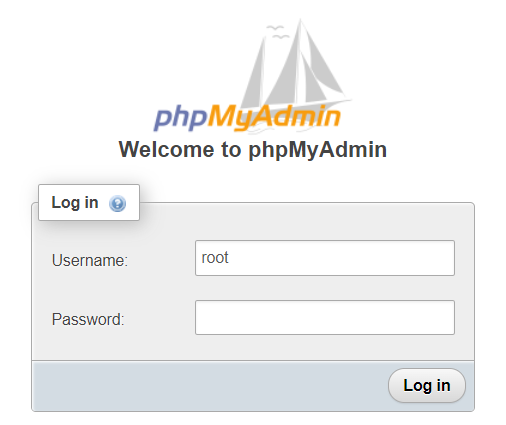 phpMyAdmin
Welcome to phpMyAdmin
Log in ?
Username: root
Password:
Log in